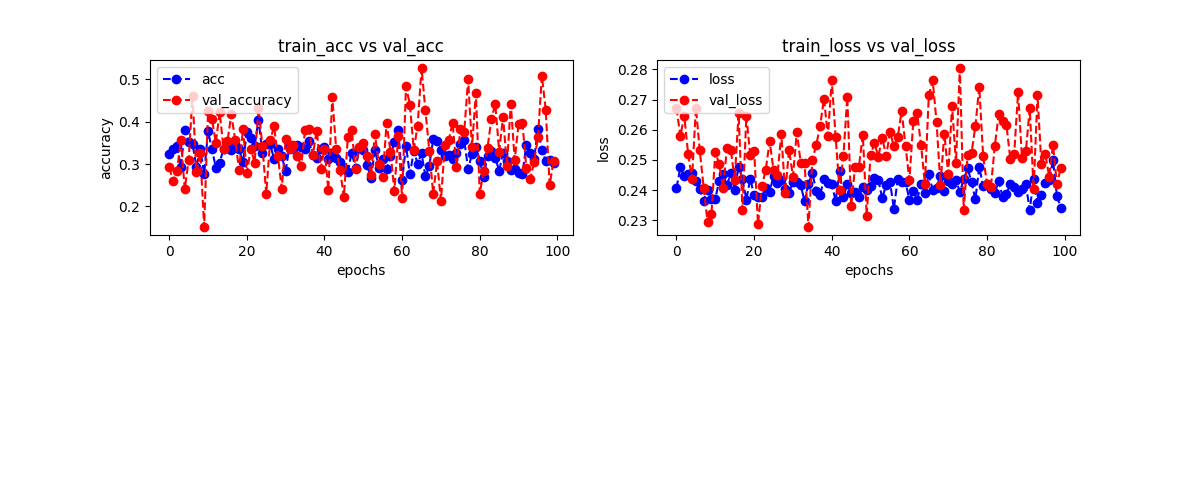 train_acc vs val_acc
acc
val_accuracy
0.5
0.4
0.3
0.2
accuracy
0 20 40 60 80 100
epochs
train_loss vs val_loss
loss
val_loss
0.28
0.27
0.26
0.25
0.24
0.23
loss
0 20 40 60 80 100
epochs